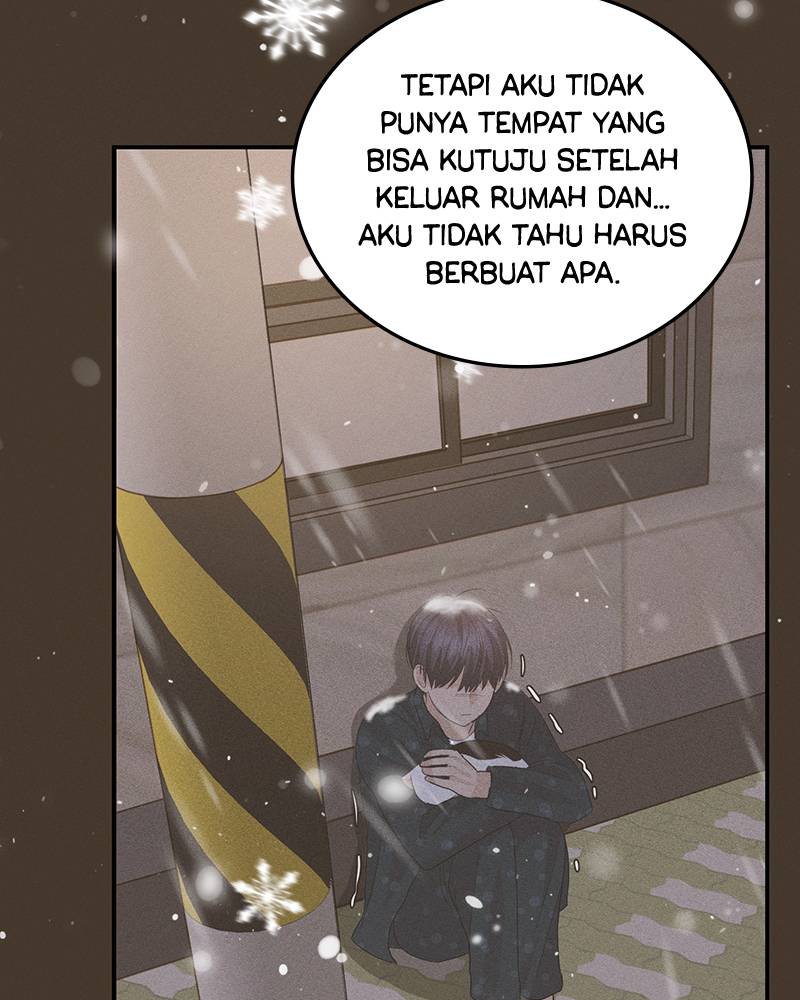 TETAPI AKU TIDAK
PUNYA TEMPAT YANG
BISA KUTUJU SETELAH
KELUAR RUMAH DAN...
AKU TIDAK TAHU HARUS
BERBUAT APA.